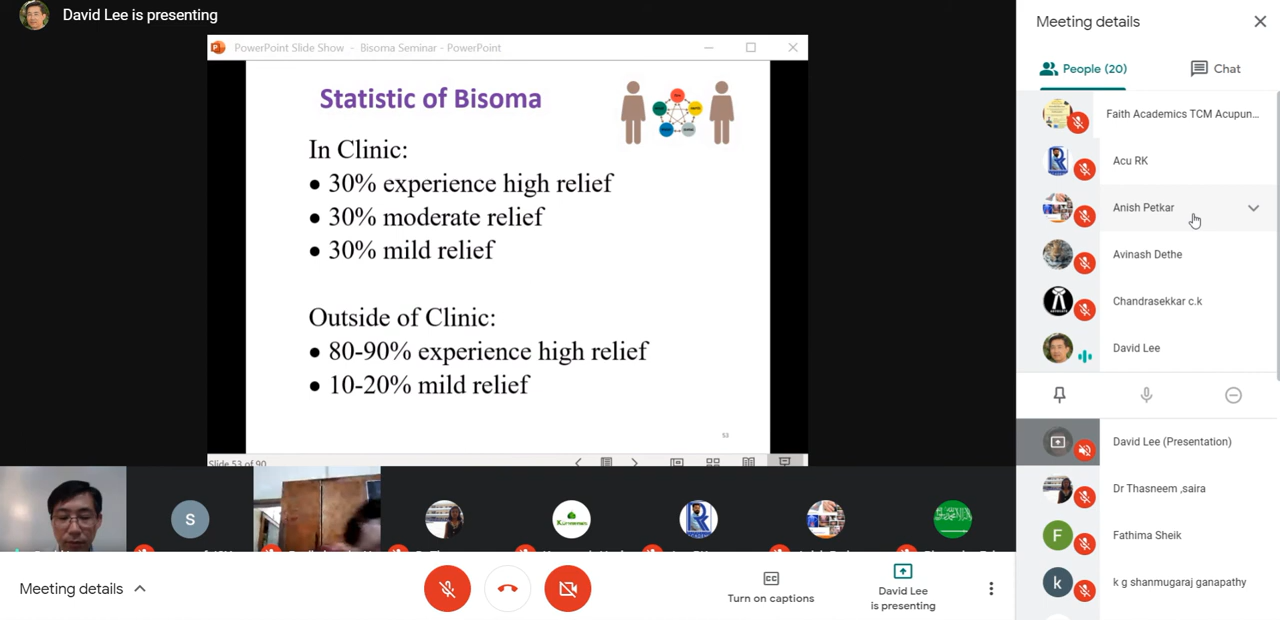 David Lee is presenting
PowerPoint Slide Show - Bisoma Seminar - PowerPoint
Statistic of Bisoma
In Clinic:
• 30% experience high relief
• 30% moderate relief
• 30% mild relief
Outside of Clinic:
• 80-90% experience high relief
• 10-20% mild relief
53
Slide 53 of 90
S
Meeting details
Turn on captions
David Lee
is presenting
Meeting details
People (20)
Chat
Faith Academics TCM Acupun...
Acu RK
Anish Petkar
Avinash Dethe
Chandrasekkar c.k
David Lee
David Lee (Presentation)
Dr Thasneem ,saira
F
Fathima Sheik
k
k g shanmugaraj ganapathy